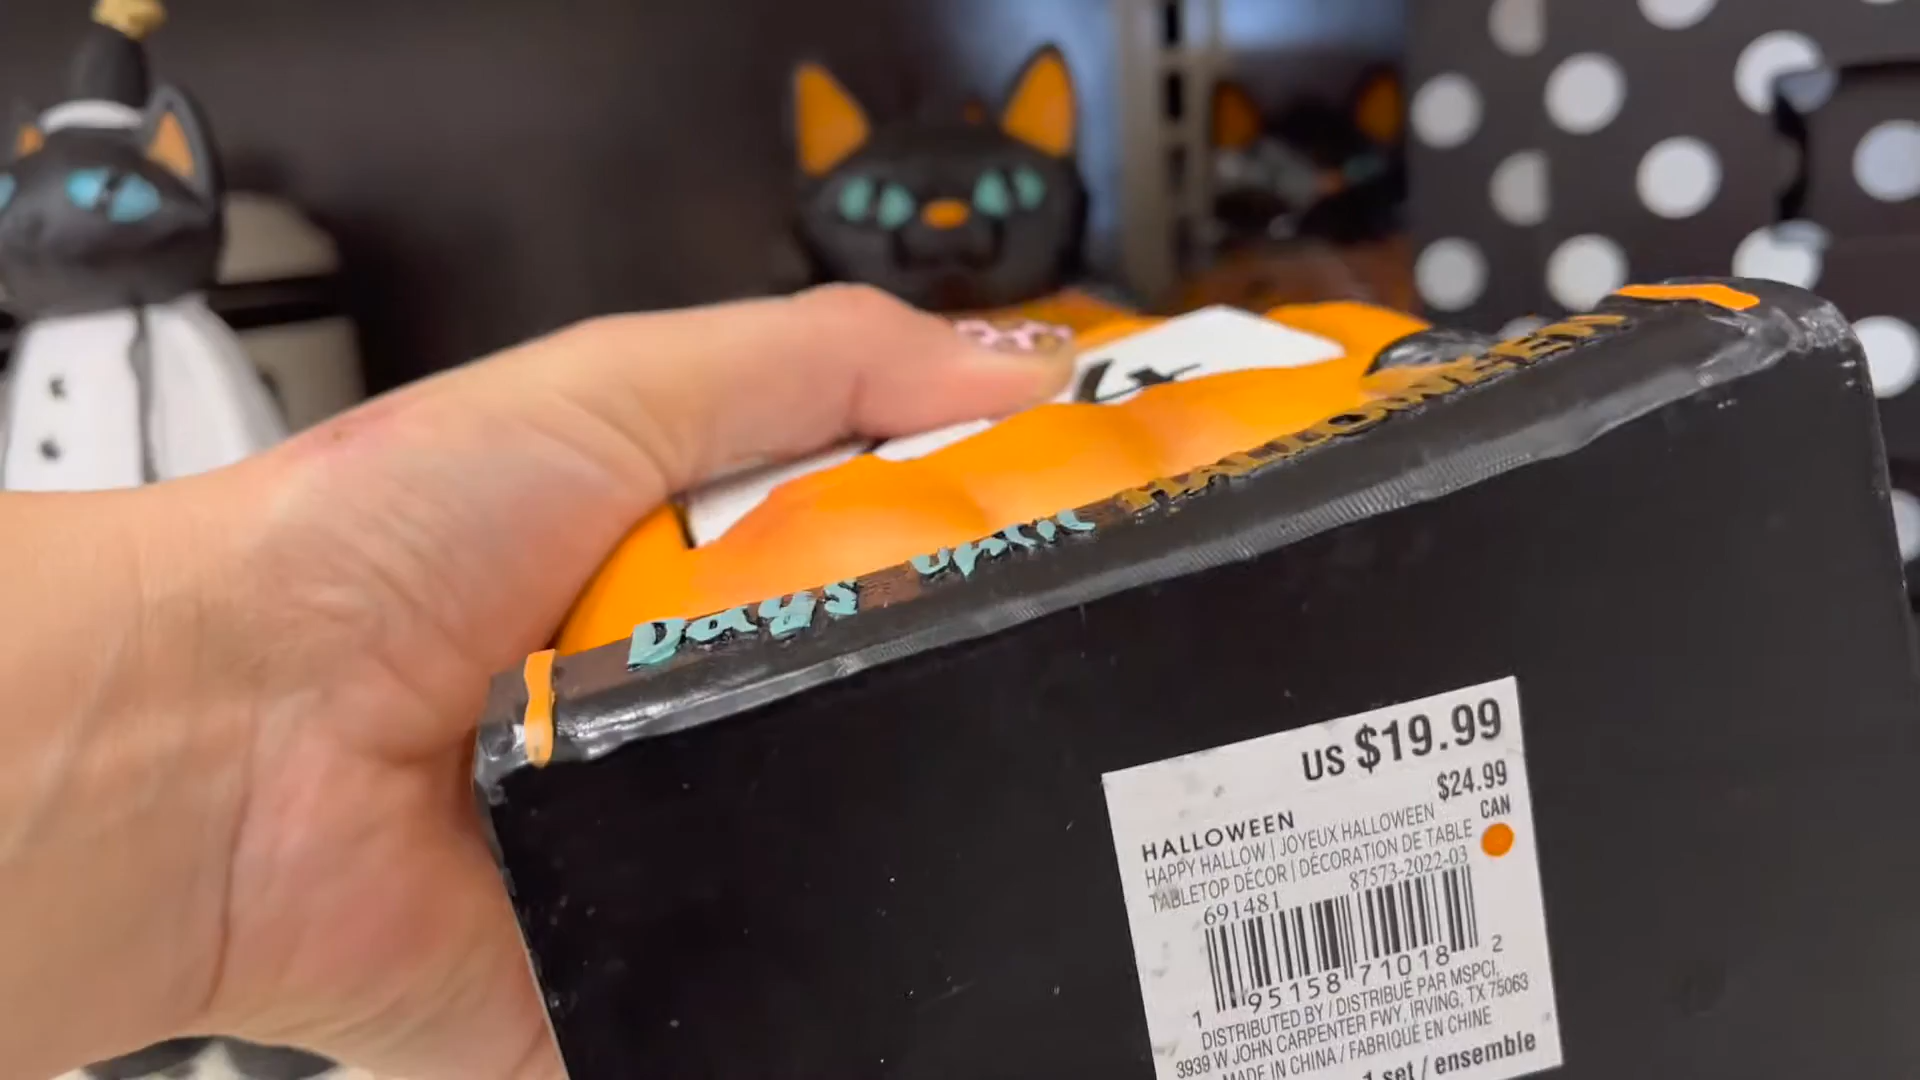 4
Days until HALLOWEEN
US $19.99
$24.99
CAN
HALLOWEEN
HAPPY HALLOW | JOYEUX HALLOWEEN
TABLETOP DÉCOR | DÉCORATION DE TABLE
691481 87573-2022-03
1 95158 71018 2
DISTRIBUTED BY / DISTRIBUÉ PAR MSPCI,
3939 W JOHN CARPENTER FWY, IRVING, TX 75063
MADE IN CHINA / FABRIQUÉ EN CHINE
1 set / ensemble